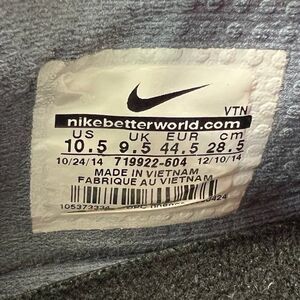 VTN
nikebetterworld.com
US UK EUR cm
10.5 9.5 44.5 28.5
10/24/14 719922-604 12/10/14
MADE IN VIETNAM
FABRIQUE AU VIETNAM